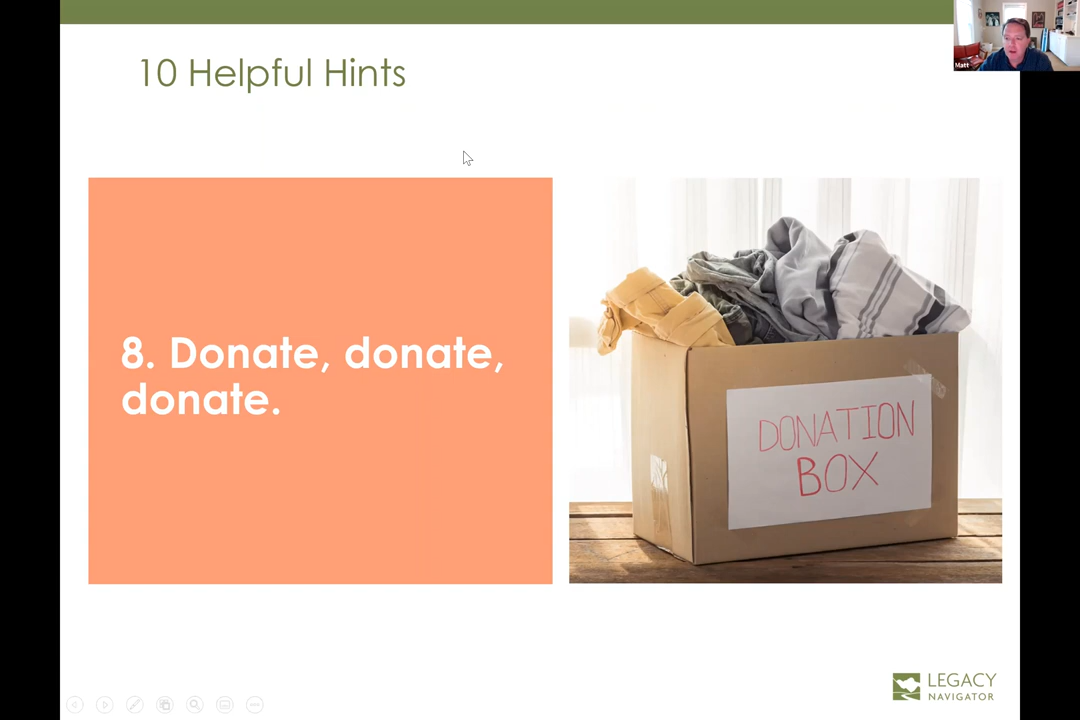 10 Helpful Hints
Matt
8. Donate, donate,
donate.
DONATION
BOX
LEGACY
NAVIGATOR